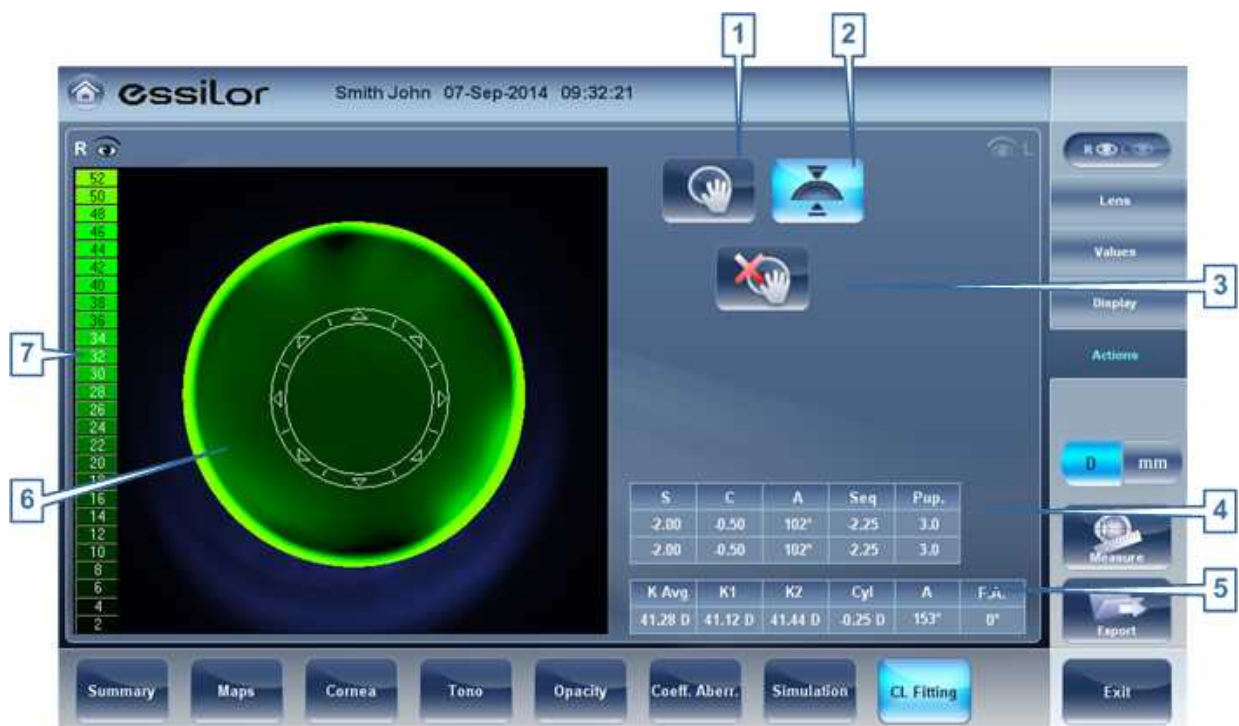 1 2
essilor Smith John 07-Sep-2014 09:32:21
R L
R L
52
50
48
46
44
42
40
38
36
34
32
30
28
26
24
22
20
18
16
14
12
10
8
6
4
2
7
6
3
Lens
Values
Display
Actions
D mm
S C A Seq Pup.
-2.00 -0.50 102° -2.25 3.0
-2.00 -0.50 102° -2.25 3.0
4
Measure
K Avg K1 K2 Cyl A
41.28 D 41.12 D 41.44 D -0.25 D 153° 0°
5
Export
Summary Maps Cornea Tono Opacity Coeff. Aberr. Simulation CL Fitting Exit